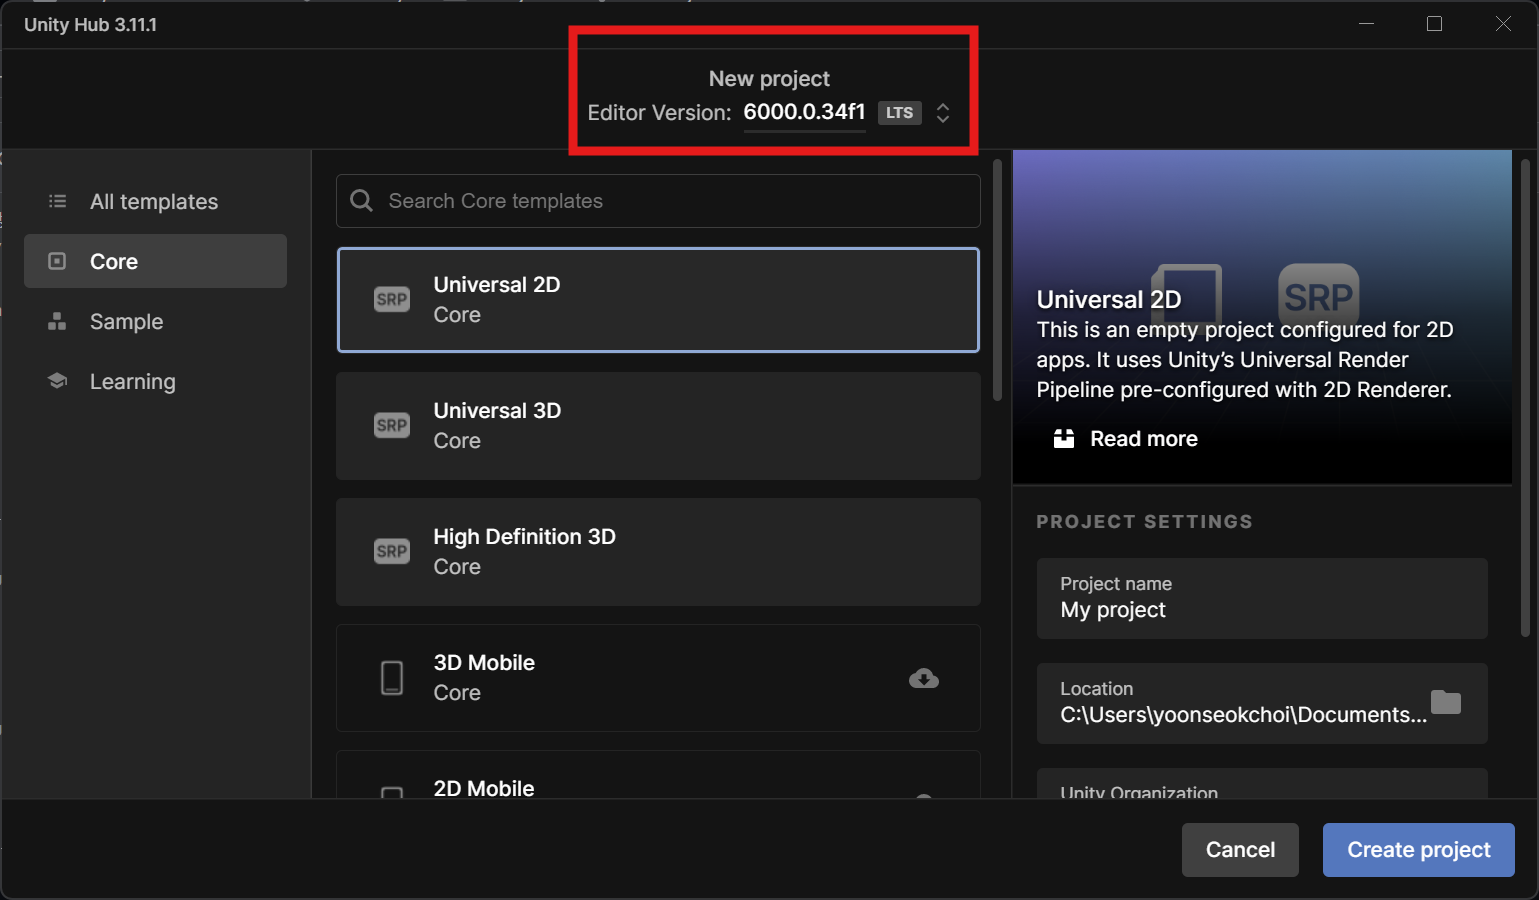 Unity Hub 3.11.1
New project
Editor Version: 6000.0.34f1 LTS
All templates
Core
Sample
Learning
Search Core templates
SRP
Universal 2D
Core
SRP
Universal 3D
Core
SRP
High Definition 3D
Core
3D Mobile
Core
2D Mobile
SRP
Universal 2D
This is an empty project configured for 2D
apps. It uses Unity’s Universal Render
Pipeline pre-configured with 2D Renderer.
Read more
PROJECT SETTINGS
Project name
My project
Location
C:\Users\yoonseokchoi\Documents...
Unity Organization
Cancel
Create project